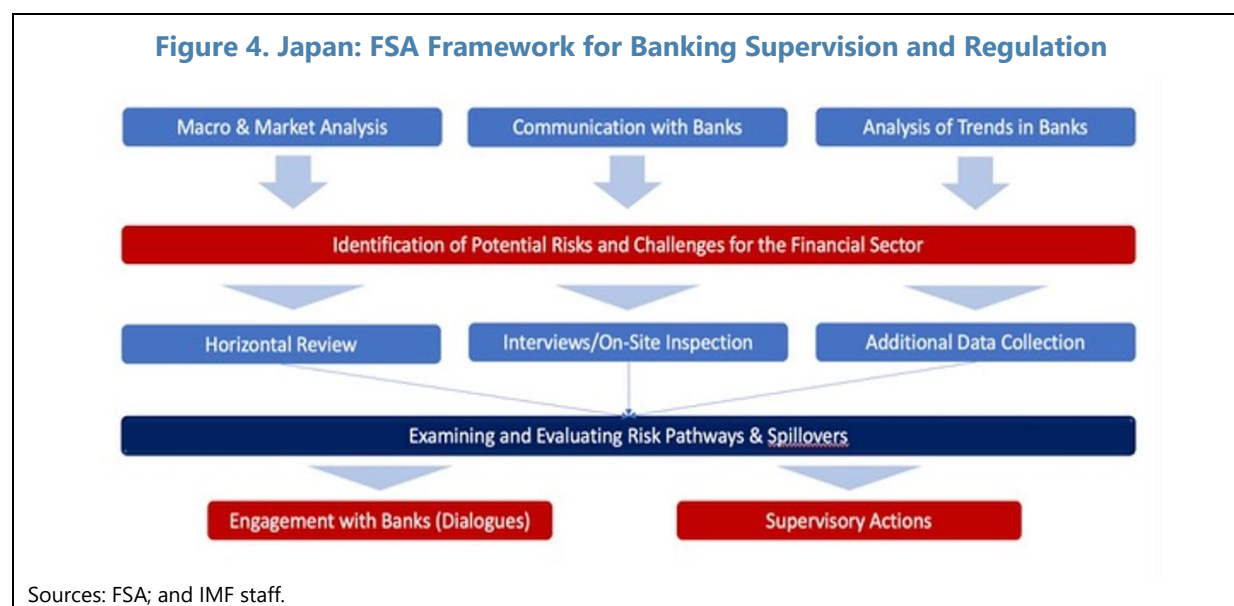 Figure 4. Japan: FSA Framework for Banking Supervision and Regulation
Macro & Market Analysis
Communication with Banks
Analysis of Trends in Banks
Identification of Potential Risks and Challenges for the Financial Sector
Horizontal Review
Interviews/On-Site Inspection
Additional Data Collection
Examining and Evaluating Risk Pathways & Spillovers
Engagement with Banks (Dialogues)
Supervisory Actions
Sources: FSA; and IMF staff.